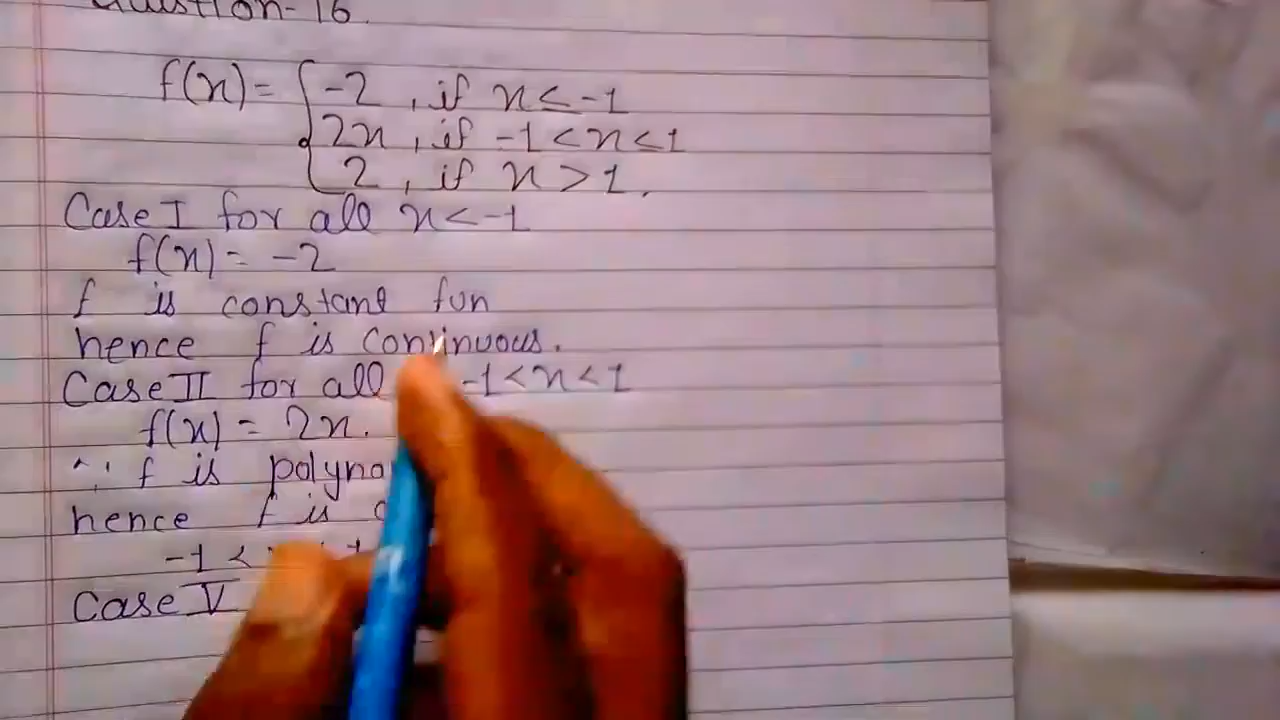 Question-16.
f(x) = { -2 , if x < -1
2x , if -1 < x < 1
2 , if x > 1.
Case I for all x < -1
f(x) = -2
f is constant fun
hence f is continuous.
Case II for all -1 < x < 1
f(x) = 2x.
∵ f is
hence f is
-1 <
Case V